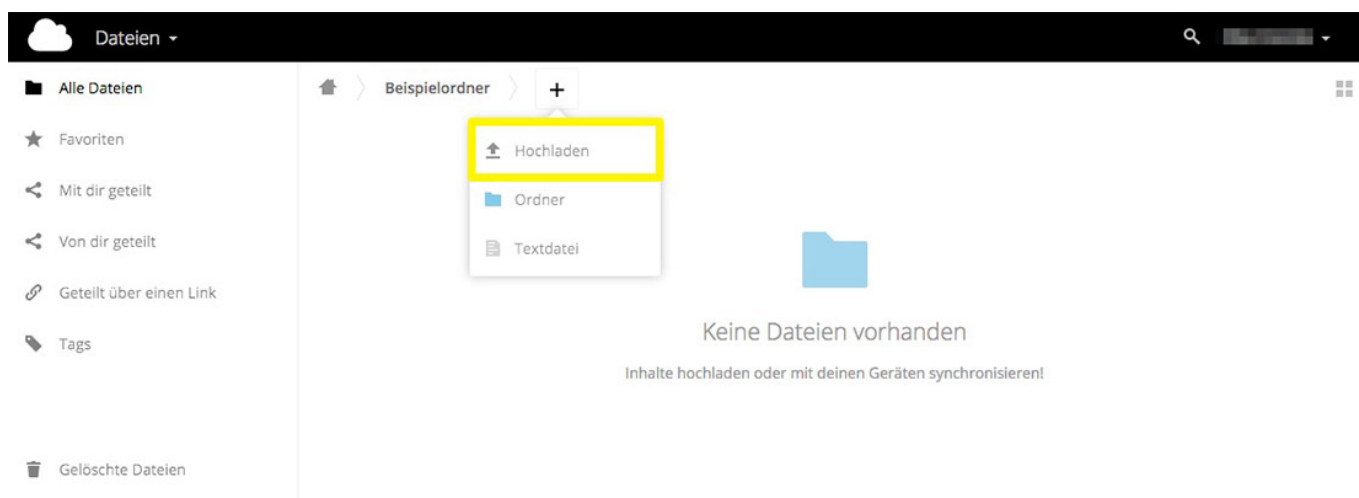 Dateien
Alle Dateien
Favoriten
Mit dir geteilt
Von dir geteilt
Geteilt über einen Link
Tags
Gelöschte Dateien
Beispielordner
+
Hochladen
Ordner
Textdatei
Keine Dateien vorhanden
Inhalte hochladen oder mit deinen Geräten synchronisieren!